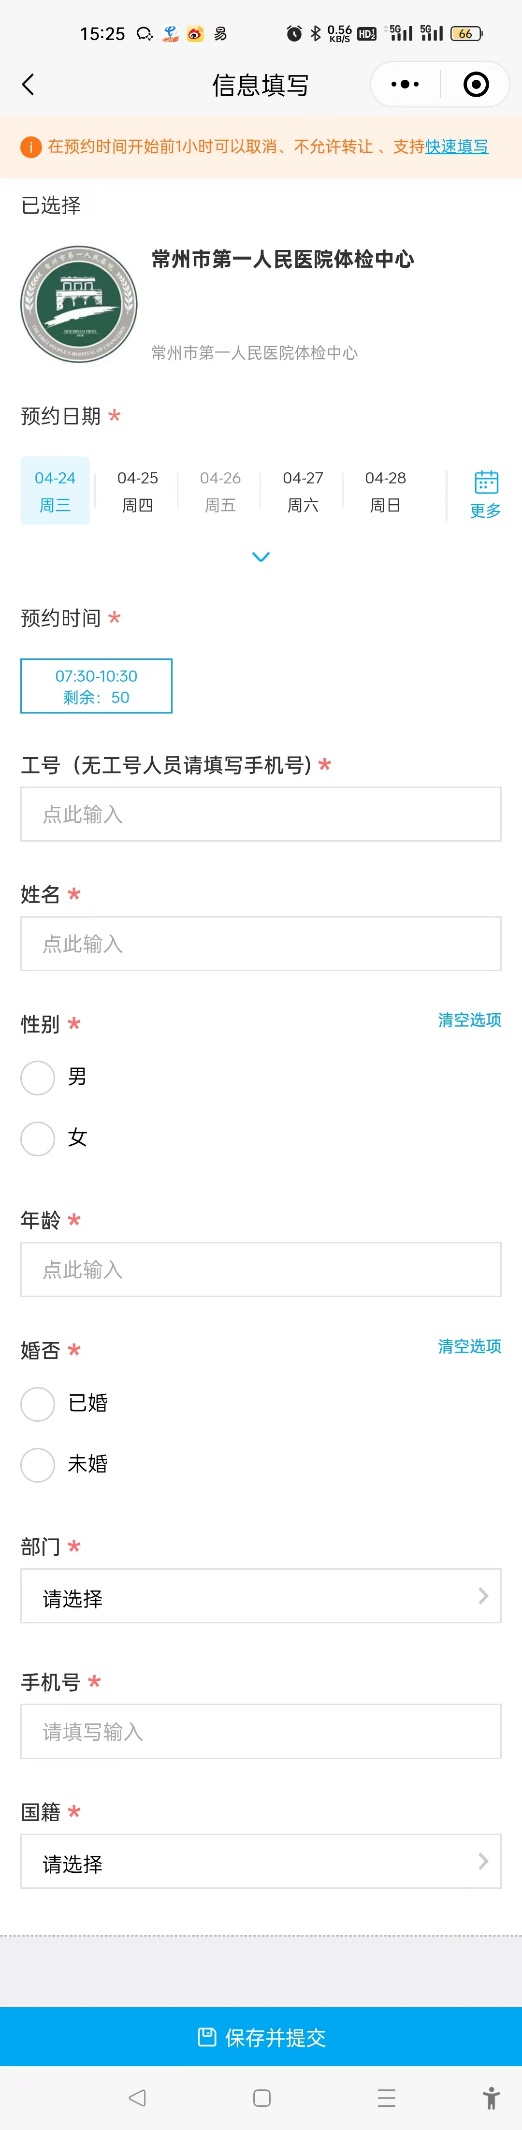 15:25 易 0.56 KB/S HD 5G 5G 66
信息填写
在预约时间开始前1小时可以取消、不允许转让 、支持快速填写
已选择
常州市第一人民医院体检中心
常州市第一人民医院体检中心
预约日期 *
04-24 04-25 04-26 04-27 04-28
周三 周四 周五 周六 周日 更多
预约时间 *
07:30-10:30
剩余：50
工号（无工号人员请填写手机号) *
点此输入
姓名 *
点此输入
性别 * 清空选项
男
女
年龄 *
点此输入
婚否 * 清空选项
已婚
未婚
部门 *
请选择
手机号 *
请填写输入
国籍 *
请选择
保存并提交